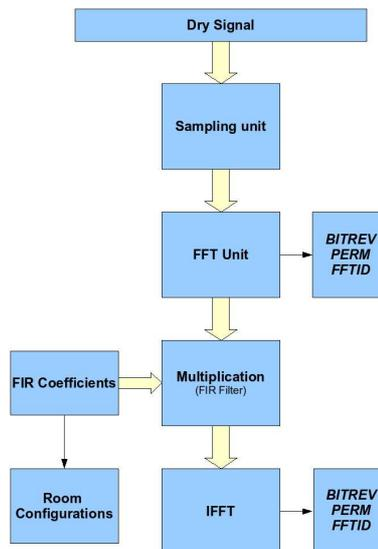 Dry Signal
Sampling unit
FFT Unit
BITREV
PERM
FFTID
FIR Coefficients
Multiplication
(FIR Filter)
Room
Configurations
IFFT
BITREV
PERM
FFTID